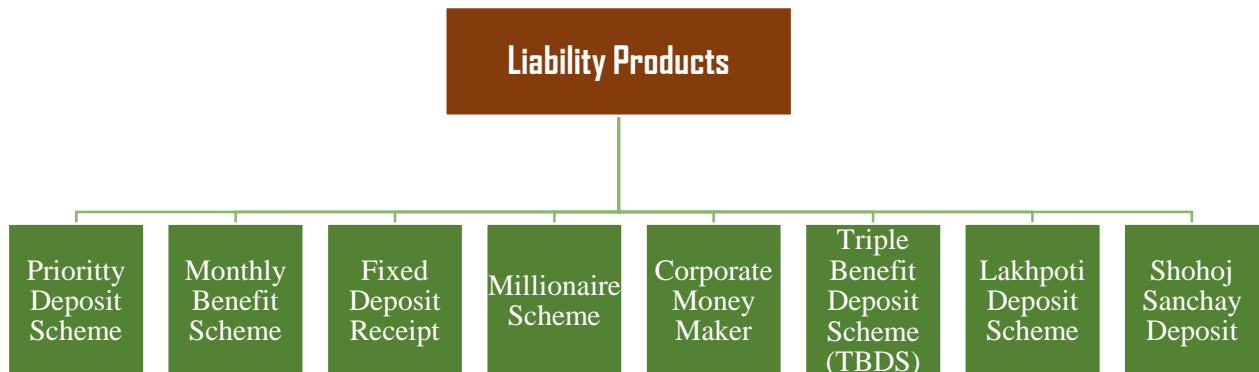 Liability Products
Prioritty
Deposit
Scheme
Monthly
Benefit
Scheme
Fixed
Deposit
Receipt
Millionaire
Scheme
Corporate
Money
Maker
Triple
Benefit
Deposit
Scheme
(TBDS)
Lakhpoti
Deposit
Scheme
Shohoj
Sanchay
Deposit